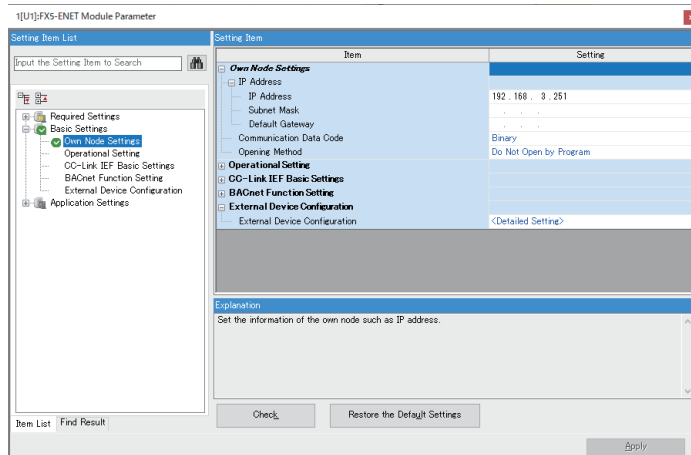 1[U1]:FX5-ENET Module Parameter
Setting Item List
Input the Setting Item to Search
Required Settings
Basic Settings
Own Node Settings
Operational Setting
CC-Link IEF Basic Settings
BACnet Function Setting
External Device Configuration
Application Settings
Item List
Find Result
Setting Item
Item Setting
Own Node Settings
IP Address
IP Address 192 . 168 . 3 . 251
Subnet Mask . . .
Default Gateway . . .
Communication Data Code Binary
Opening Method Do Not Open by Program
Operational Setting
CC-Link IEF Basic Settings
BACnet Function Setting
External Device Configuration
External Device Configuration <Detailed Setting>
Explanation
Set the information of the own node such as IP address.
Check
Restore the Default Settings
Apply